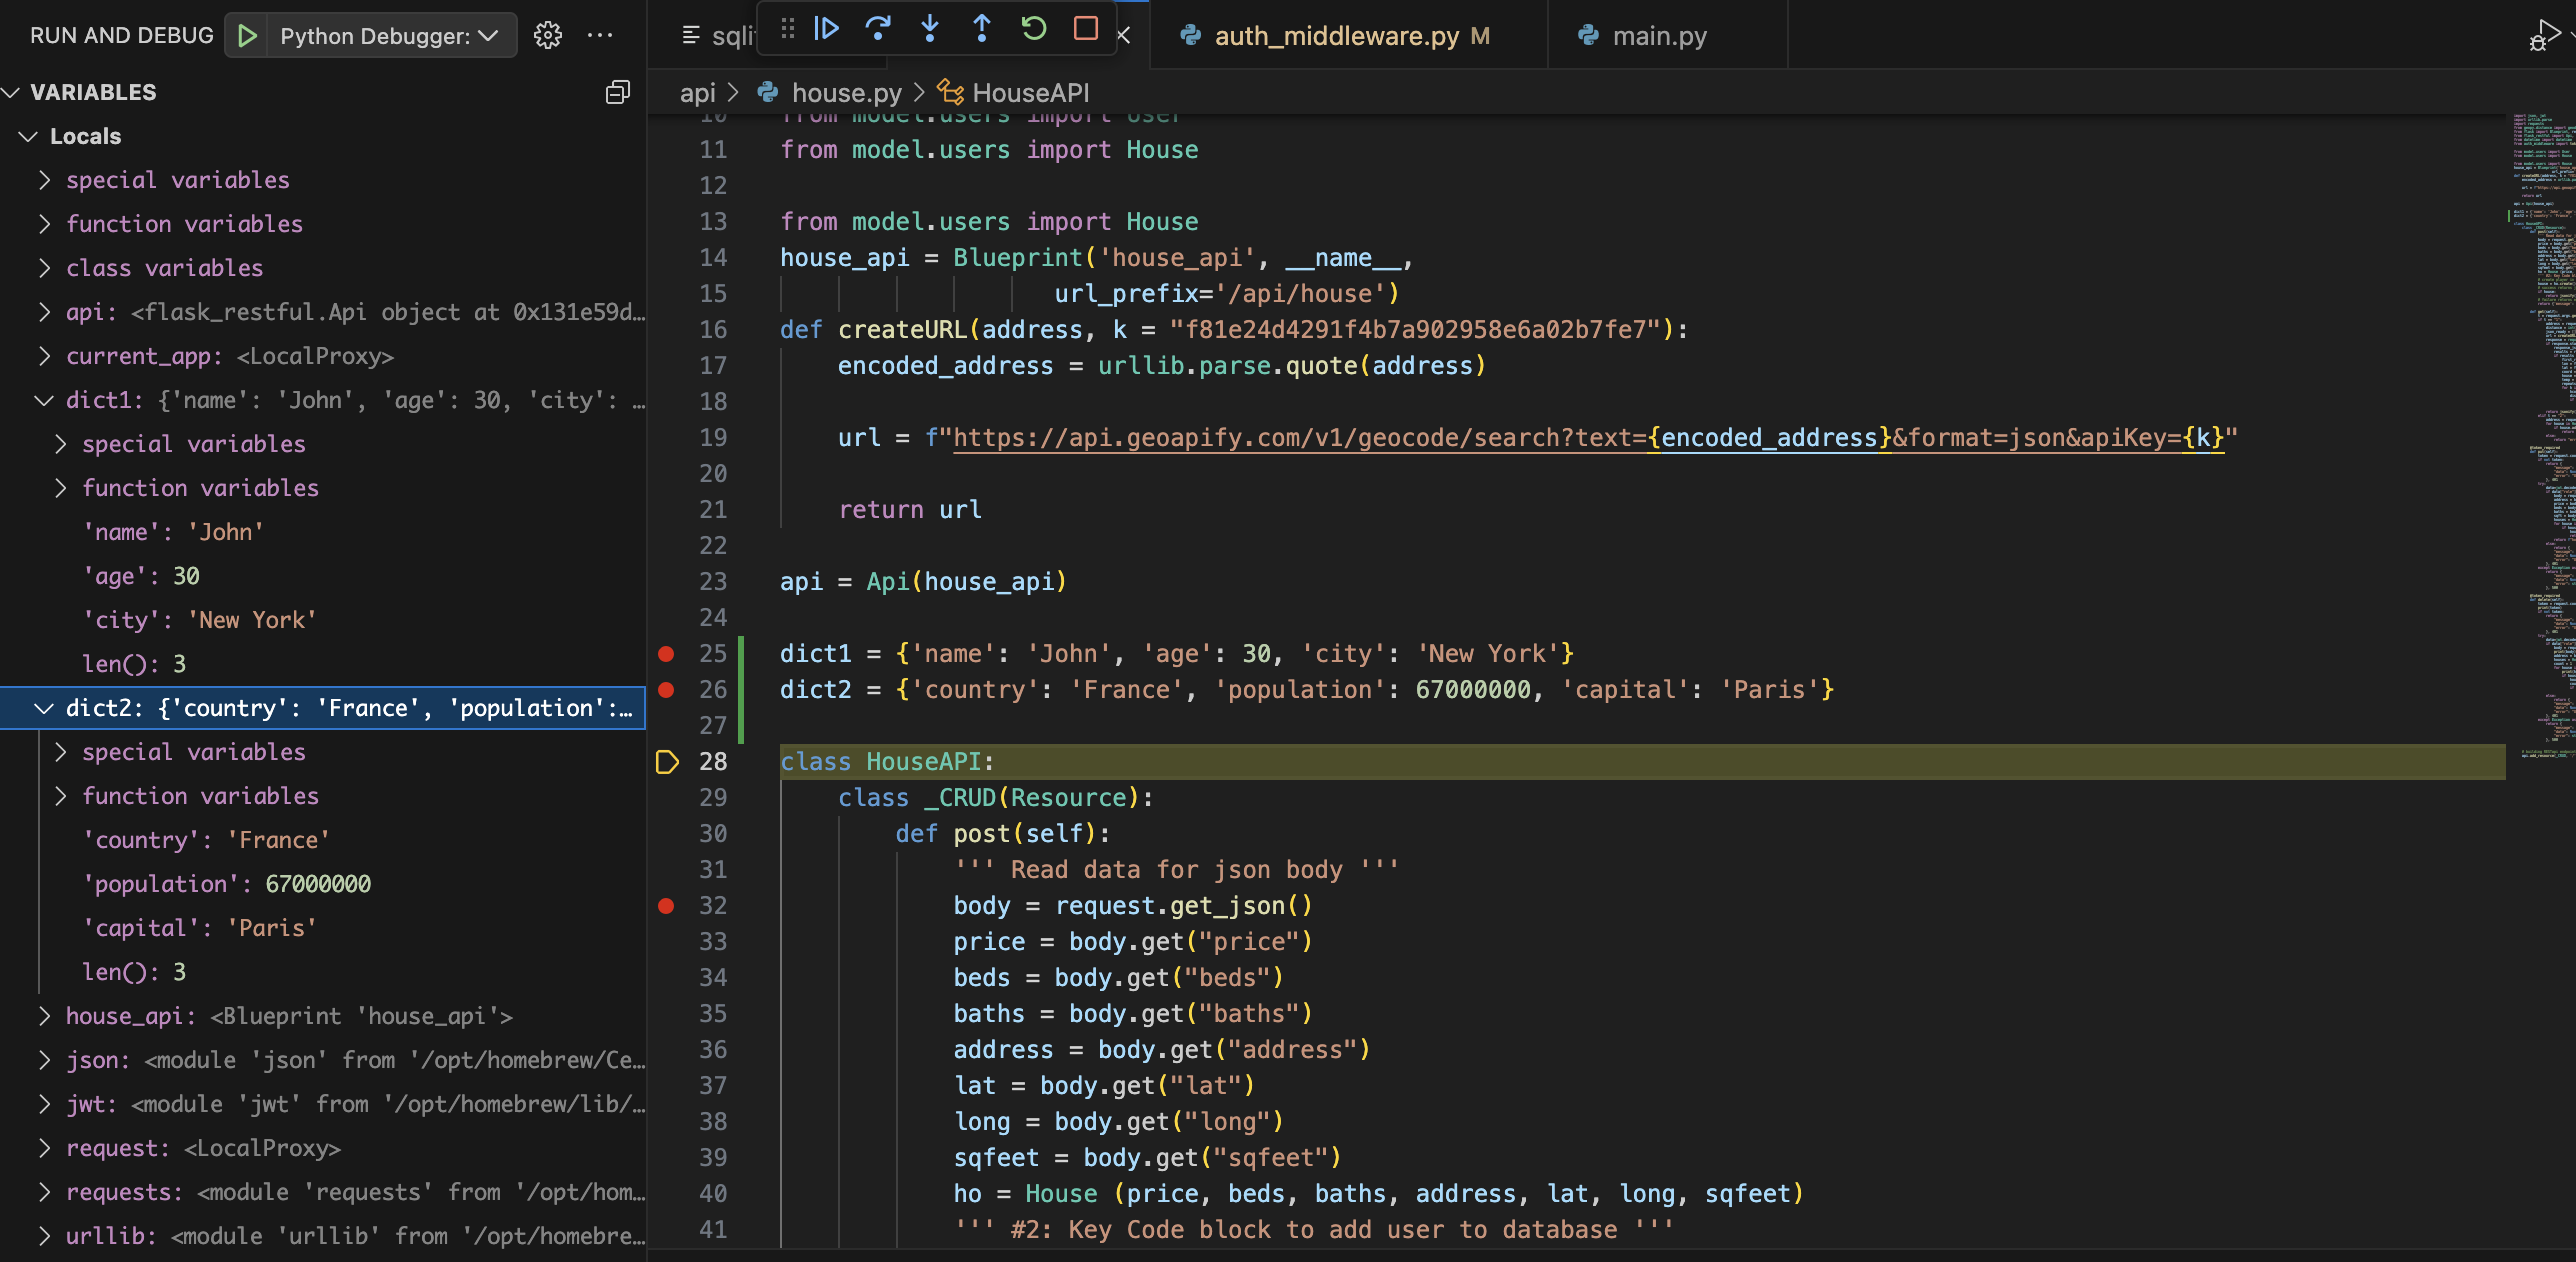 RUN AND DEBUG
Python Debugger:
VARIABLES
Locals
special variables
function variables
class variables
api: <flask_restful.Api object at 0x131e59d…
current_app: <LocalProxy>
dict1: {'name': 'John', 'age': 30, 'city': …
special variables
function variables
'name': 'John'
'age': 30
'city': 'New York'
len(): 3
dict2: {'country': 'France', 'population':…
special variables
function variables
'country': 'France'
'population': 67000000
'capital': 'Paris'
len(): 3
house_api: <Blueprint 'house_api'>
json: <module 'json' from '/opt/homebrew/Ce…
jwt: <module 'jwt' from '/opt/homebrew/lib/…
request: <LocalProxy>
requests: <module 'requests' from '/opt/hom…
urllib: <module 'urllib' from '/opt/homebre…
sqli
auth_middleware.py M
main.py
api > house.py > HouseAPI
10 from model.users import User
11 from model.users import House
12
13 from model.users import House
14 house_api = Blueprint('house_api', __name__,
15 url_prefix='/api/house')
16 def createURL(address, k = "f81e24d4291f4b7a902958e6a02b7fe7"):
17 encoded_address = urllib.parse.quote(address)
18
19 url = f"https://api.geoapify.com/v1/geocode/search?text={encoded_address}&format=json&apiKey={k}"
20
21 return url
22
23 api = Api(house_api)
24
25 dict1 = {'name': 'John', 'age': 30, 'city': 'New York'}
26 dict2 = {'country': 'France', 'population': 67000000, 'capital': 'Paris'}
27
28 class HouseAPI:
29 class _CRUD(Resource):
30 def post(self):
31 ''' Read data for json body '''
32 body = request.get_json()
33 price = body.get("price")
34 beds = body.get("beds")
35 baths = body.get("baths")
36 address = body.get("address")
37 lat = body.get("lat")
38 long = body.get("long")
39 sqfeet = body.get("sqfeet")
40 ho = House (price, beds, baths, address, lat, long, sqfeet)
41 ''' #2: Key Code block to add user to database '''